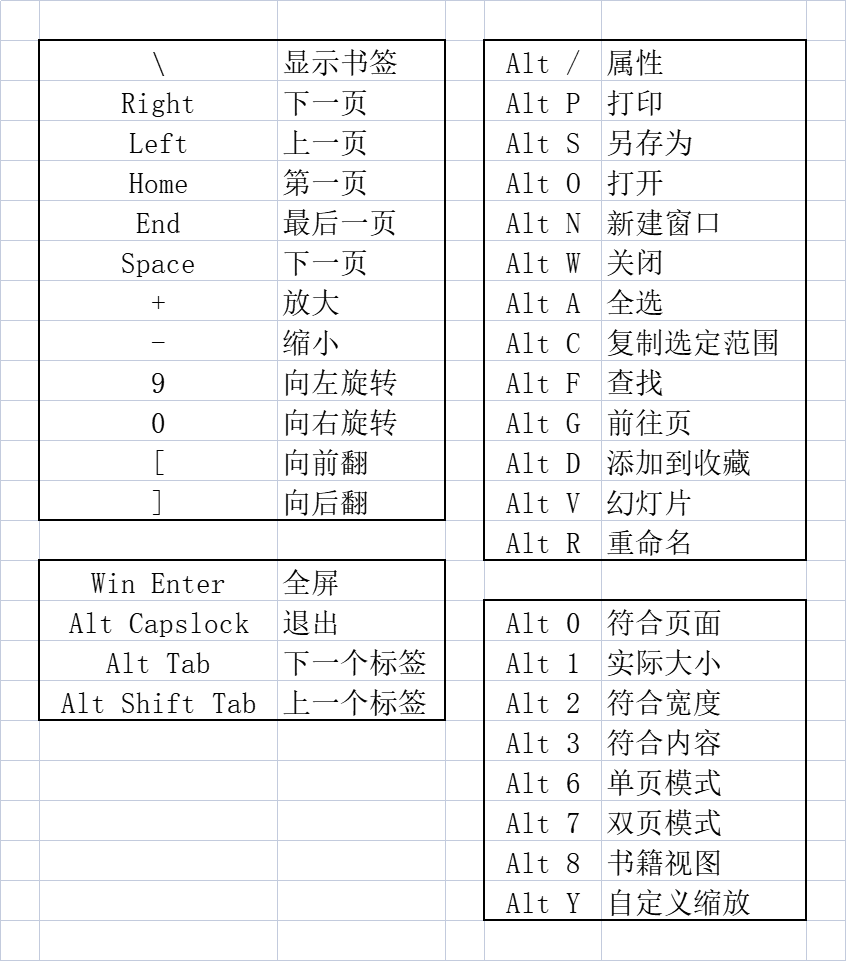 \ 显示书签
Right 下一页
Left 上一页
Home 第一页
End 最后一页
Space 下一页
+ 放大
- 缩小
9 向左旋转
0 向右旋转
[ 向前翻
] 向后翻
Win Enter 全屏
Alt Capslock 退出
Alt Tab 下一个标签
Alt Shift Tab 上一个标签
Alt / 属性
Alt P 打印
Alt S 另存为
Alt O 打开
Alt N 新建窗口
Alt W 关闭
Alt A 全选
Alt C 复制选定范围
Alt F 查找
Alt G 前往页
Alt D 添加到收藏
Alt V 幻灯片
Alt R 重命名
Alt 0 符合页面
Alt 1 实际大小
Alt 2 符合宽度
Alt 3 符合内容
Alt 6 单页模式
Alt 7 双页模式
Alt 8 书籍视图
Alt Y 自定义缩放